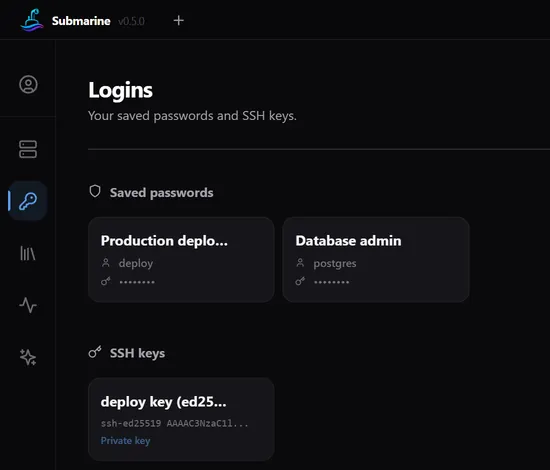 Submarine v0.5.0 +
Logins
Your saved passwords and SSH keys.
Saved passwords
Production deplo...
deploy
••••••••
Database admin
postgres
••••••••
SSH keys
deploy key (ed25...
ssh-ed25519 AAAAC3NzaC1l...
Private key